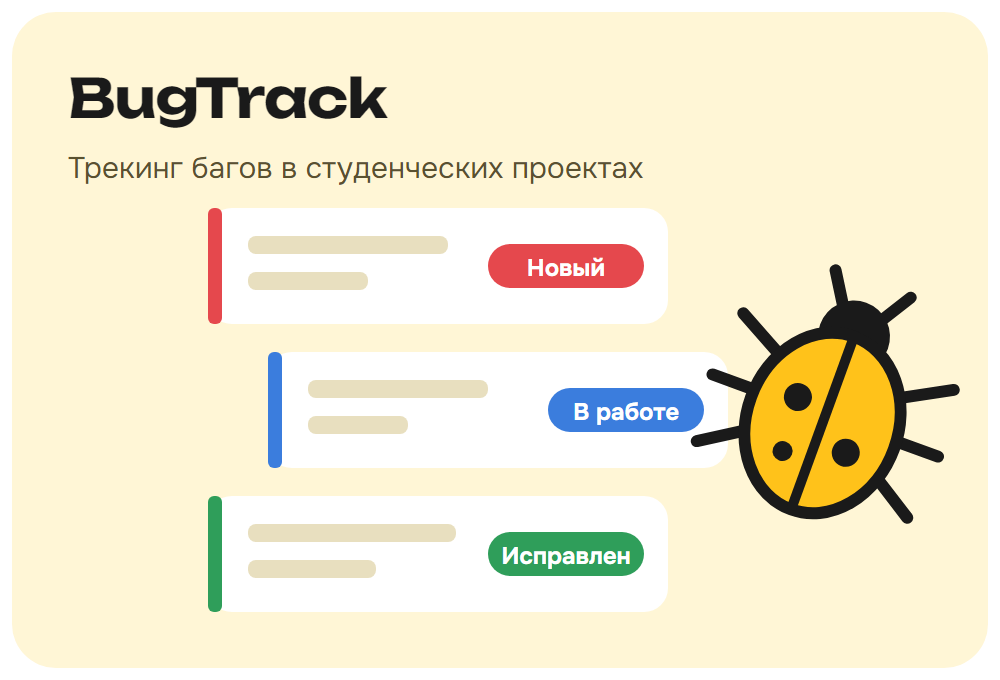 BugTrack
Трекинг багов в студенческих проектах
Новый
В работе
Исправлен